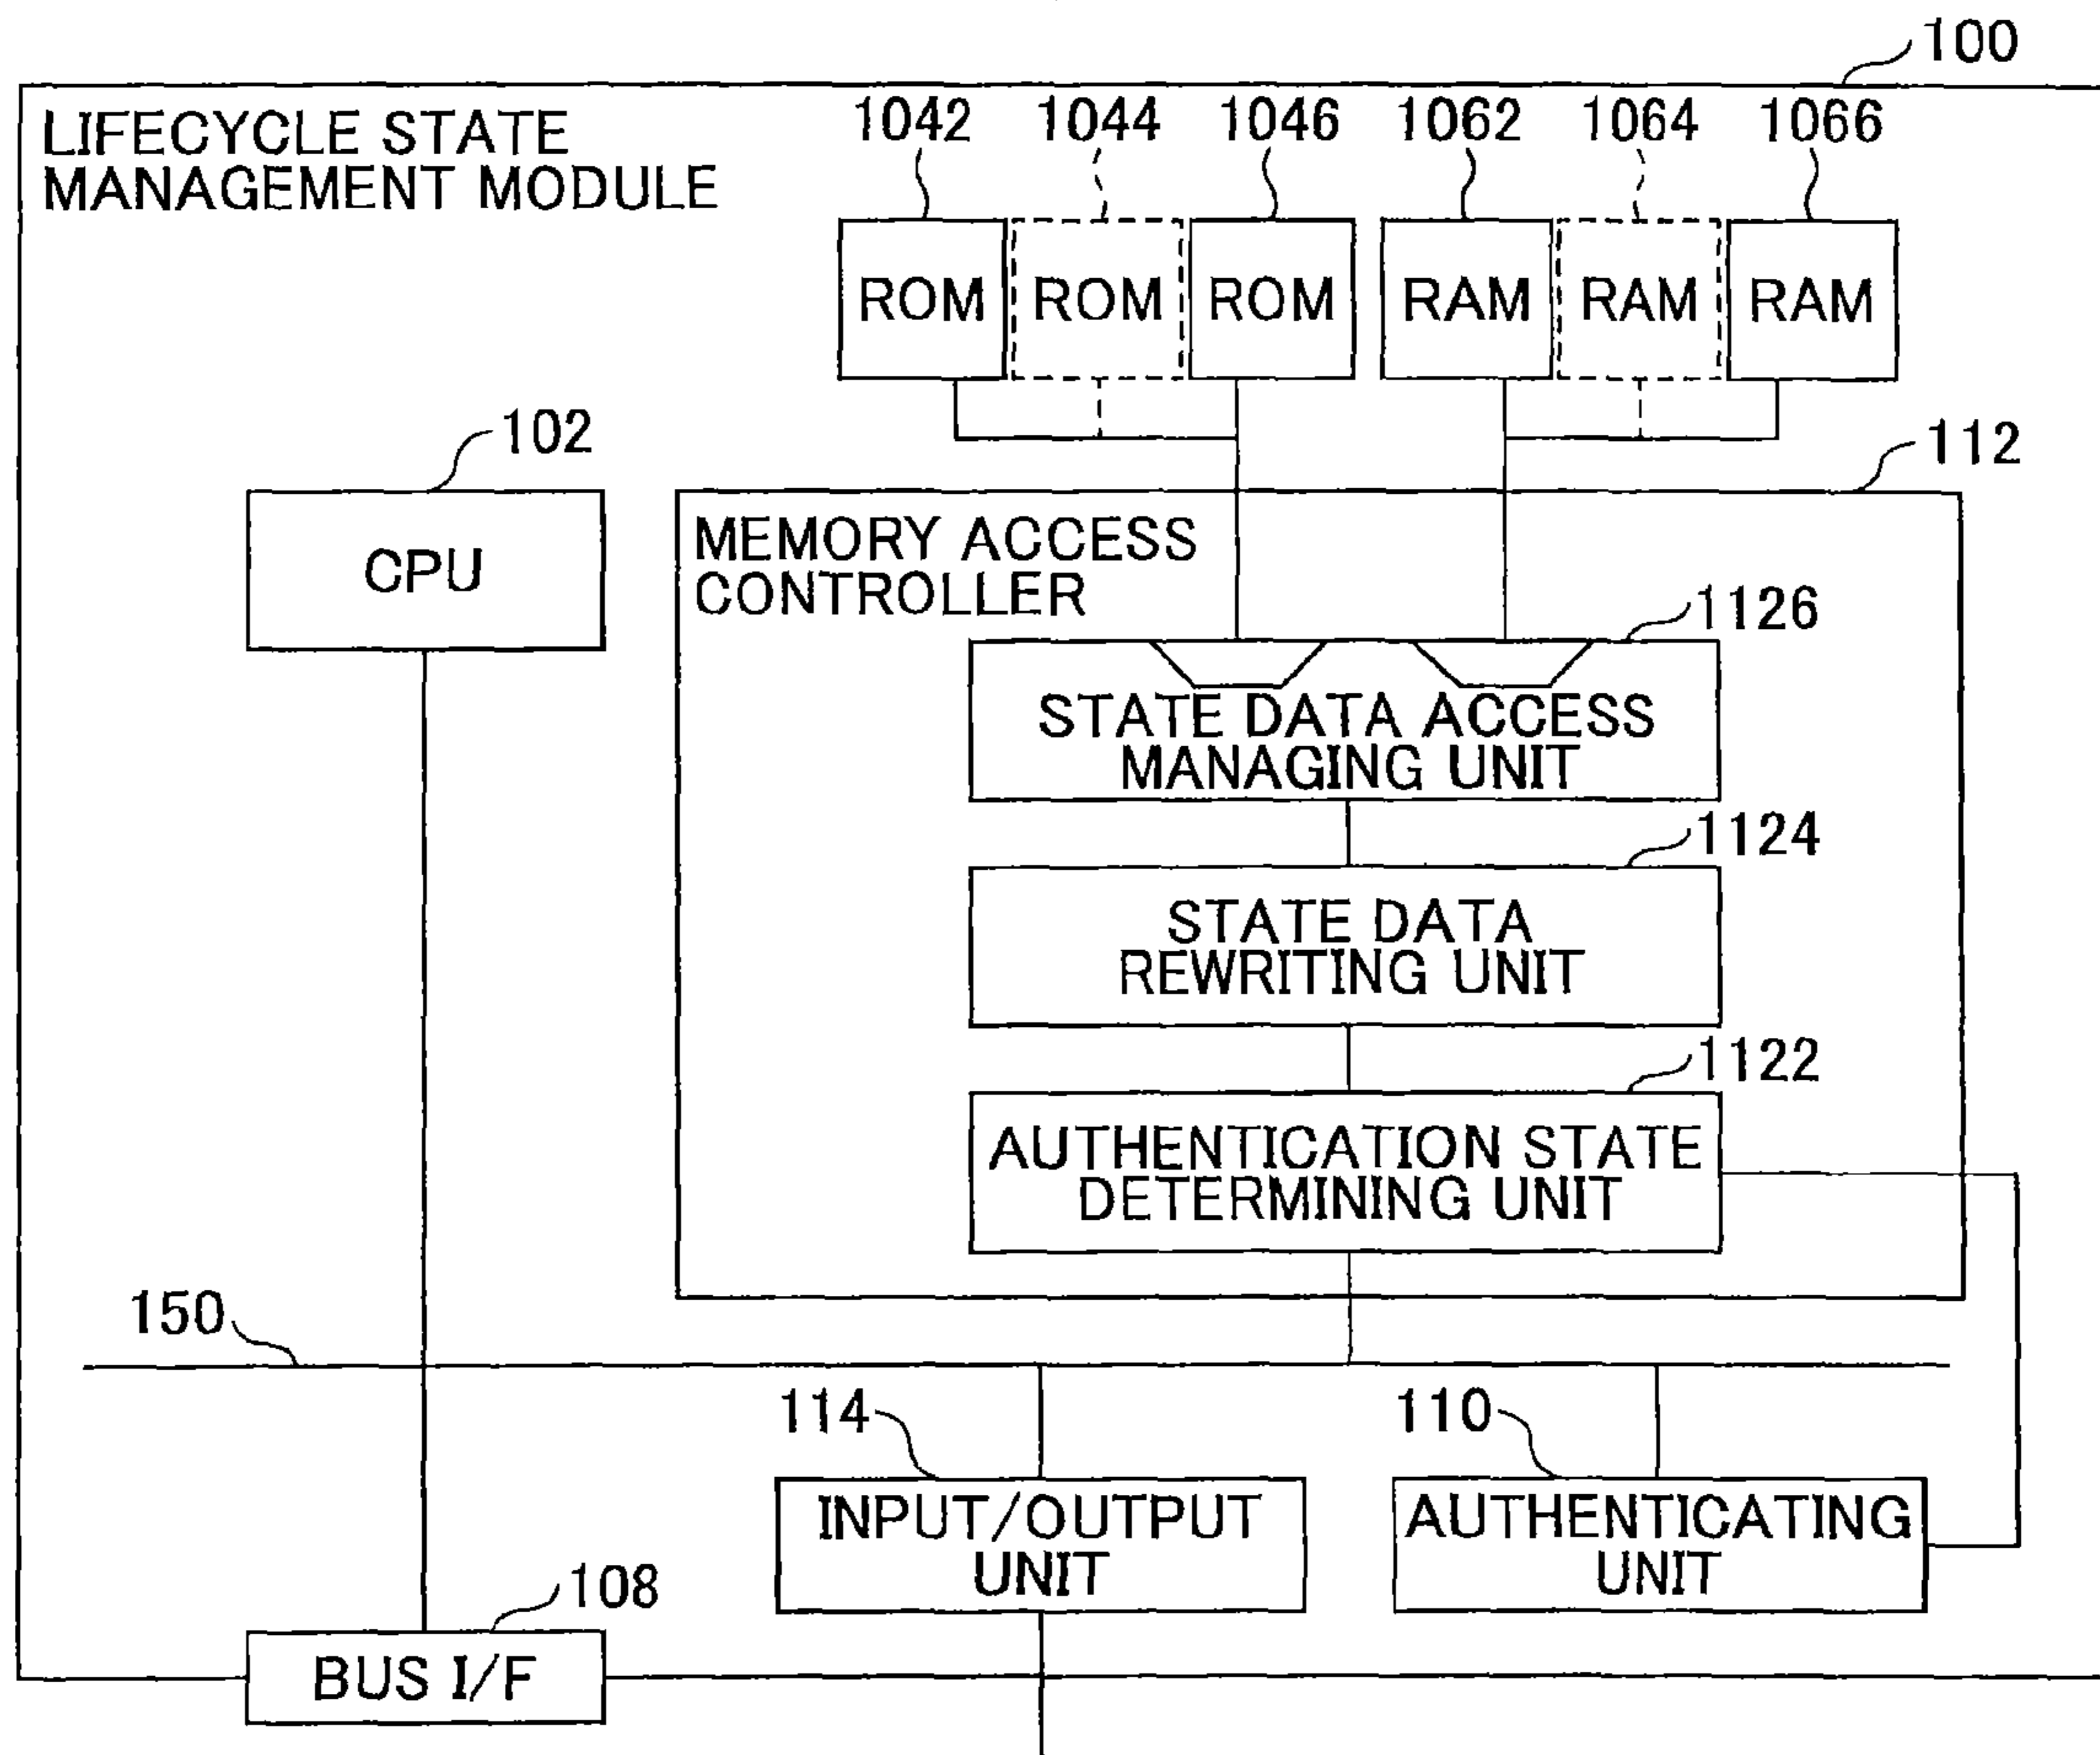 100
LIFECYCLE STATE
MANAGEMENT MODULE
1042 1044 1046 1062 1064 1066
ROM ROM ROM RAM RAM RAM
102
CPU
112
MEMORY ACCESS
CONTROLLER
1126
STATE DATA ACCESS
MANAGING UNIT
1124
STATE DATA
REWRITING UNIT
1122
AUTHENTICATION STATE
DETERMINING UNIT
150
114
INPUT/OUTPUT
UNIT
110
AUTHENTICATING
UNIT
108
BUS I/F